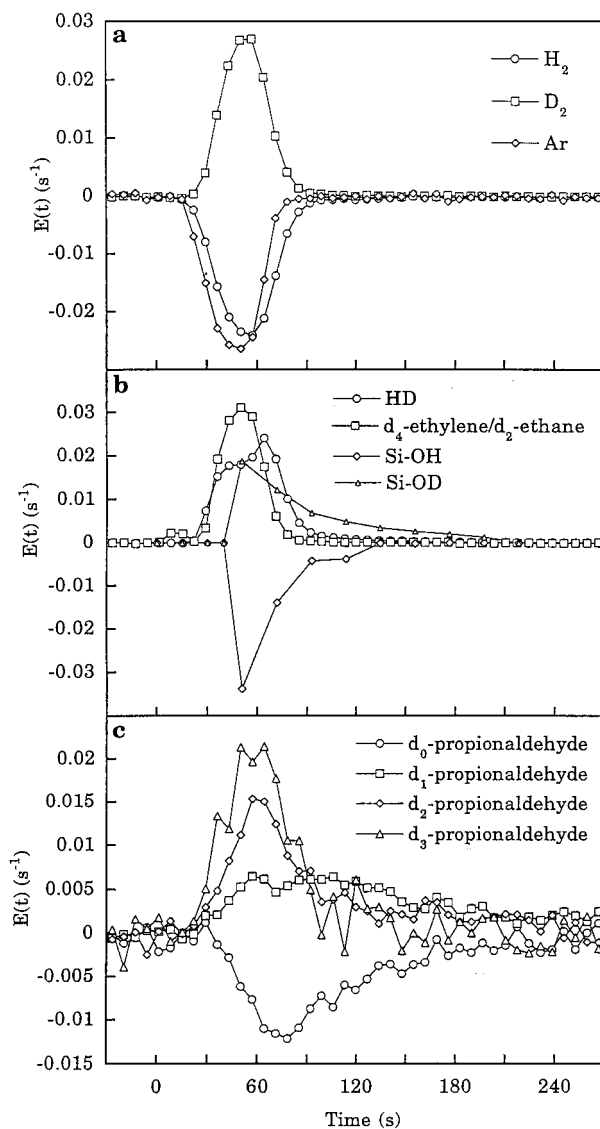 a
0.03
0.02
0.01
0
-0.01
-0.02
E(t) (s⁻¹)
H₂
D₂
Ar
b
0.03
0.02
0.01
0
-0.01
-0.02
-0.03
E(t) (s⁻¹)
HD
d₄-ethylene/d₂-ethane
Si-OH
Si-OD
c
0.02
0.015
0.01
0.005
0
-0.005
-0.01
-0.015
E(t) (s⁻¹)
d₀-propionaldehyde
d₁-propionaldehyde
d₂-propionaldehyde
d₃-propionaldehyde
0 60 120 180 240
Time (s)